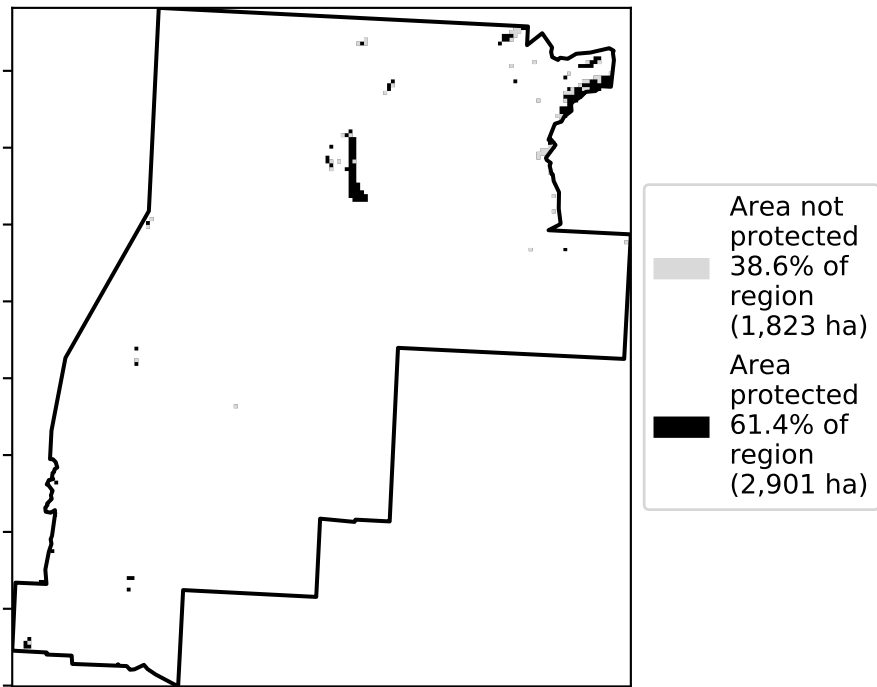 Area not
protected
38.6% of
region
(1,823 ha)
Area
protected
61.4% of
region
(2,901 ha)